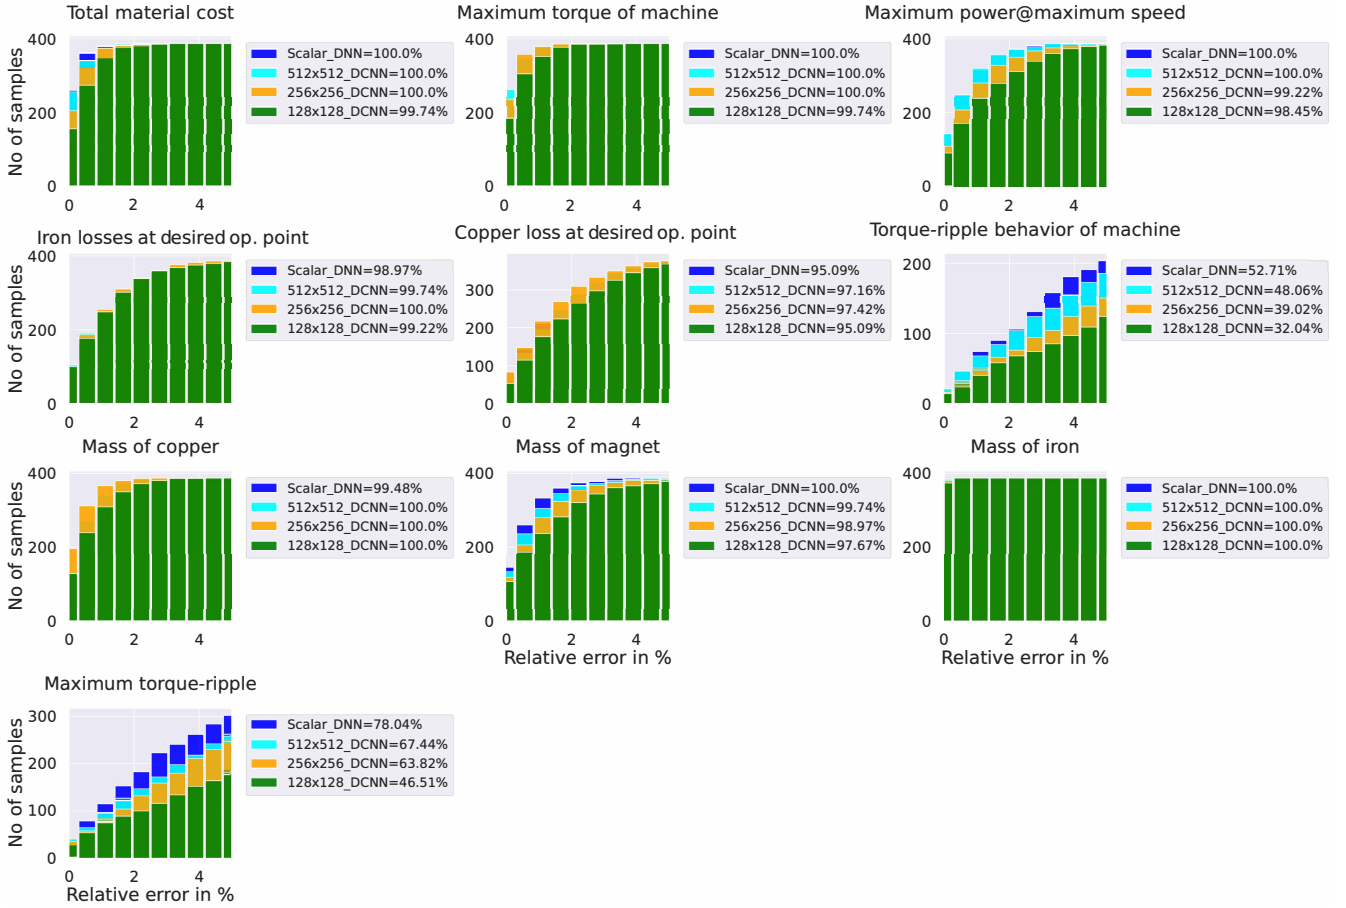 Total material cost
No of samples
400
200
0
0
2
4
Scalar_DNN=100.0%
512x512_DCNN=100.0%
256x256_DCNN=100.0%
128x128_DCNN=99.74%
Maximum torque of machine
400
200
0
0
2
4
Scalar_DNN=100.0%
512x512_DCNN=100.0%
256x256_DCNN=100.0%
128x128_DCNN=99.74%
Maximum power@maximum speed
400
200
0
0
2
4
Scalar_DNN=100.0%
512x512_DCNN=100.0%
256x256_DCNN=99.22%
128x128_DCNN=98.45%
Iron losses at desired op. point
No of samples
400
200
0
0
2
4
Scalar_DNN=98.97%
512x512_DCNN=99.74%
256x256_DCNN=100.0%
128x128_DCNN=99.22%
Copper loss at desired op. point
300
200
100
0
0
2
4
Scalar_DNN=95.09%
512x512_DCNN=97.16%
256x256_DCNN=97.42%
128x128_DCNN=95.09%
Torque-ripple behavior of machine
200
100
0
0
2
4
Scalar_DNN=52.71%
512x512_DCNN=48.06%
256x256_DCNN=39.02%
128x128_DCNN=32.04%
Mass of copper
No of samples
400
200
0
0
2
4
Scalar_DNN=99.48%
512x512_DCNN=100.0%
256x256_DCNN=100.0%
128x128_DCNN=100.0%
Mass of magnet
400
200
0
0
2
4
Relative error in %
Scalar_DNN=100.0%
512x512_DCNN=99.74%
256x256_DCNN=98.97%
128x128_DCNN=97.67%
Mass of iron
400
200
0
0
2
4
Relative error in %
Scalar_DNN=100.0%
512x512_DCNN=100.0%
256x256_DCNN=100.0%
128x128_DCNN=100.0%
Maximum torque-ripple
No of samples
300
200
100
0
0
2
4
Relative error in %
Scalar_DNN=78.04%
512x512_DCNN=67.44%
256x256_DCNN=63.82%
128x128_DCNN=46.51%